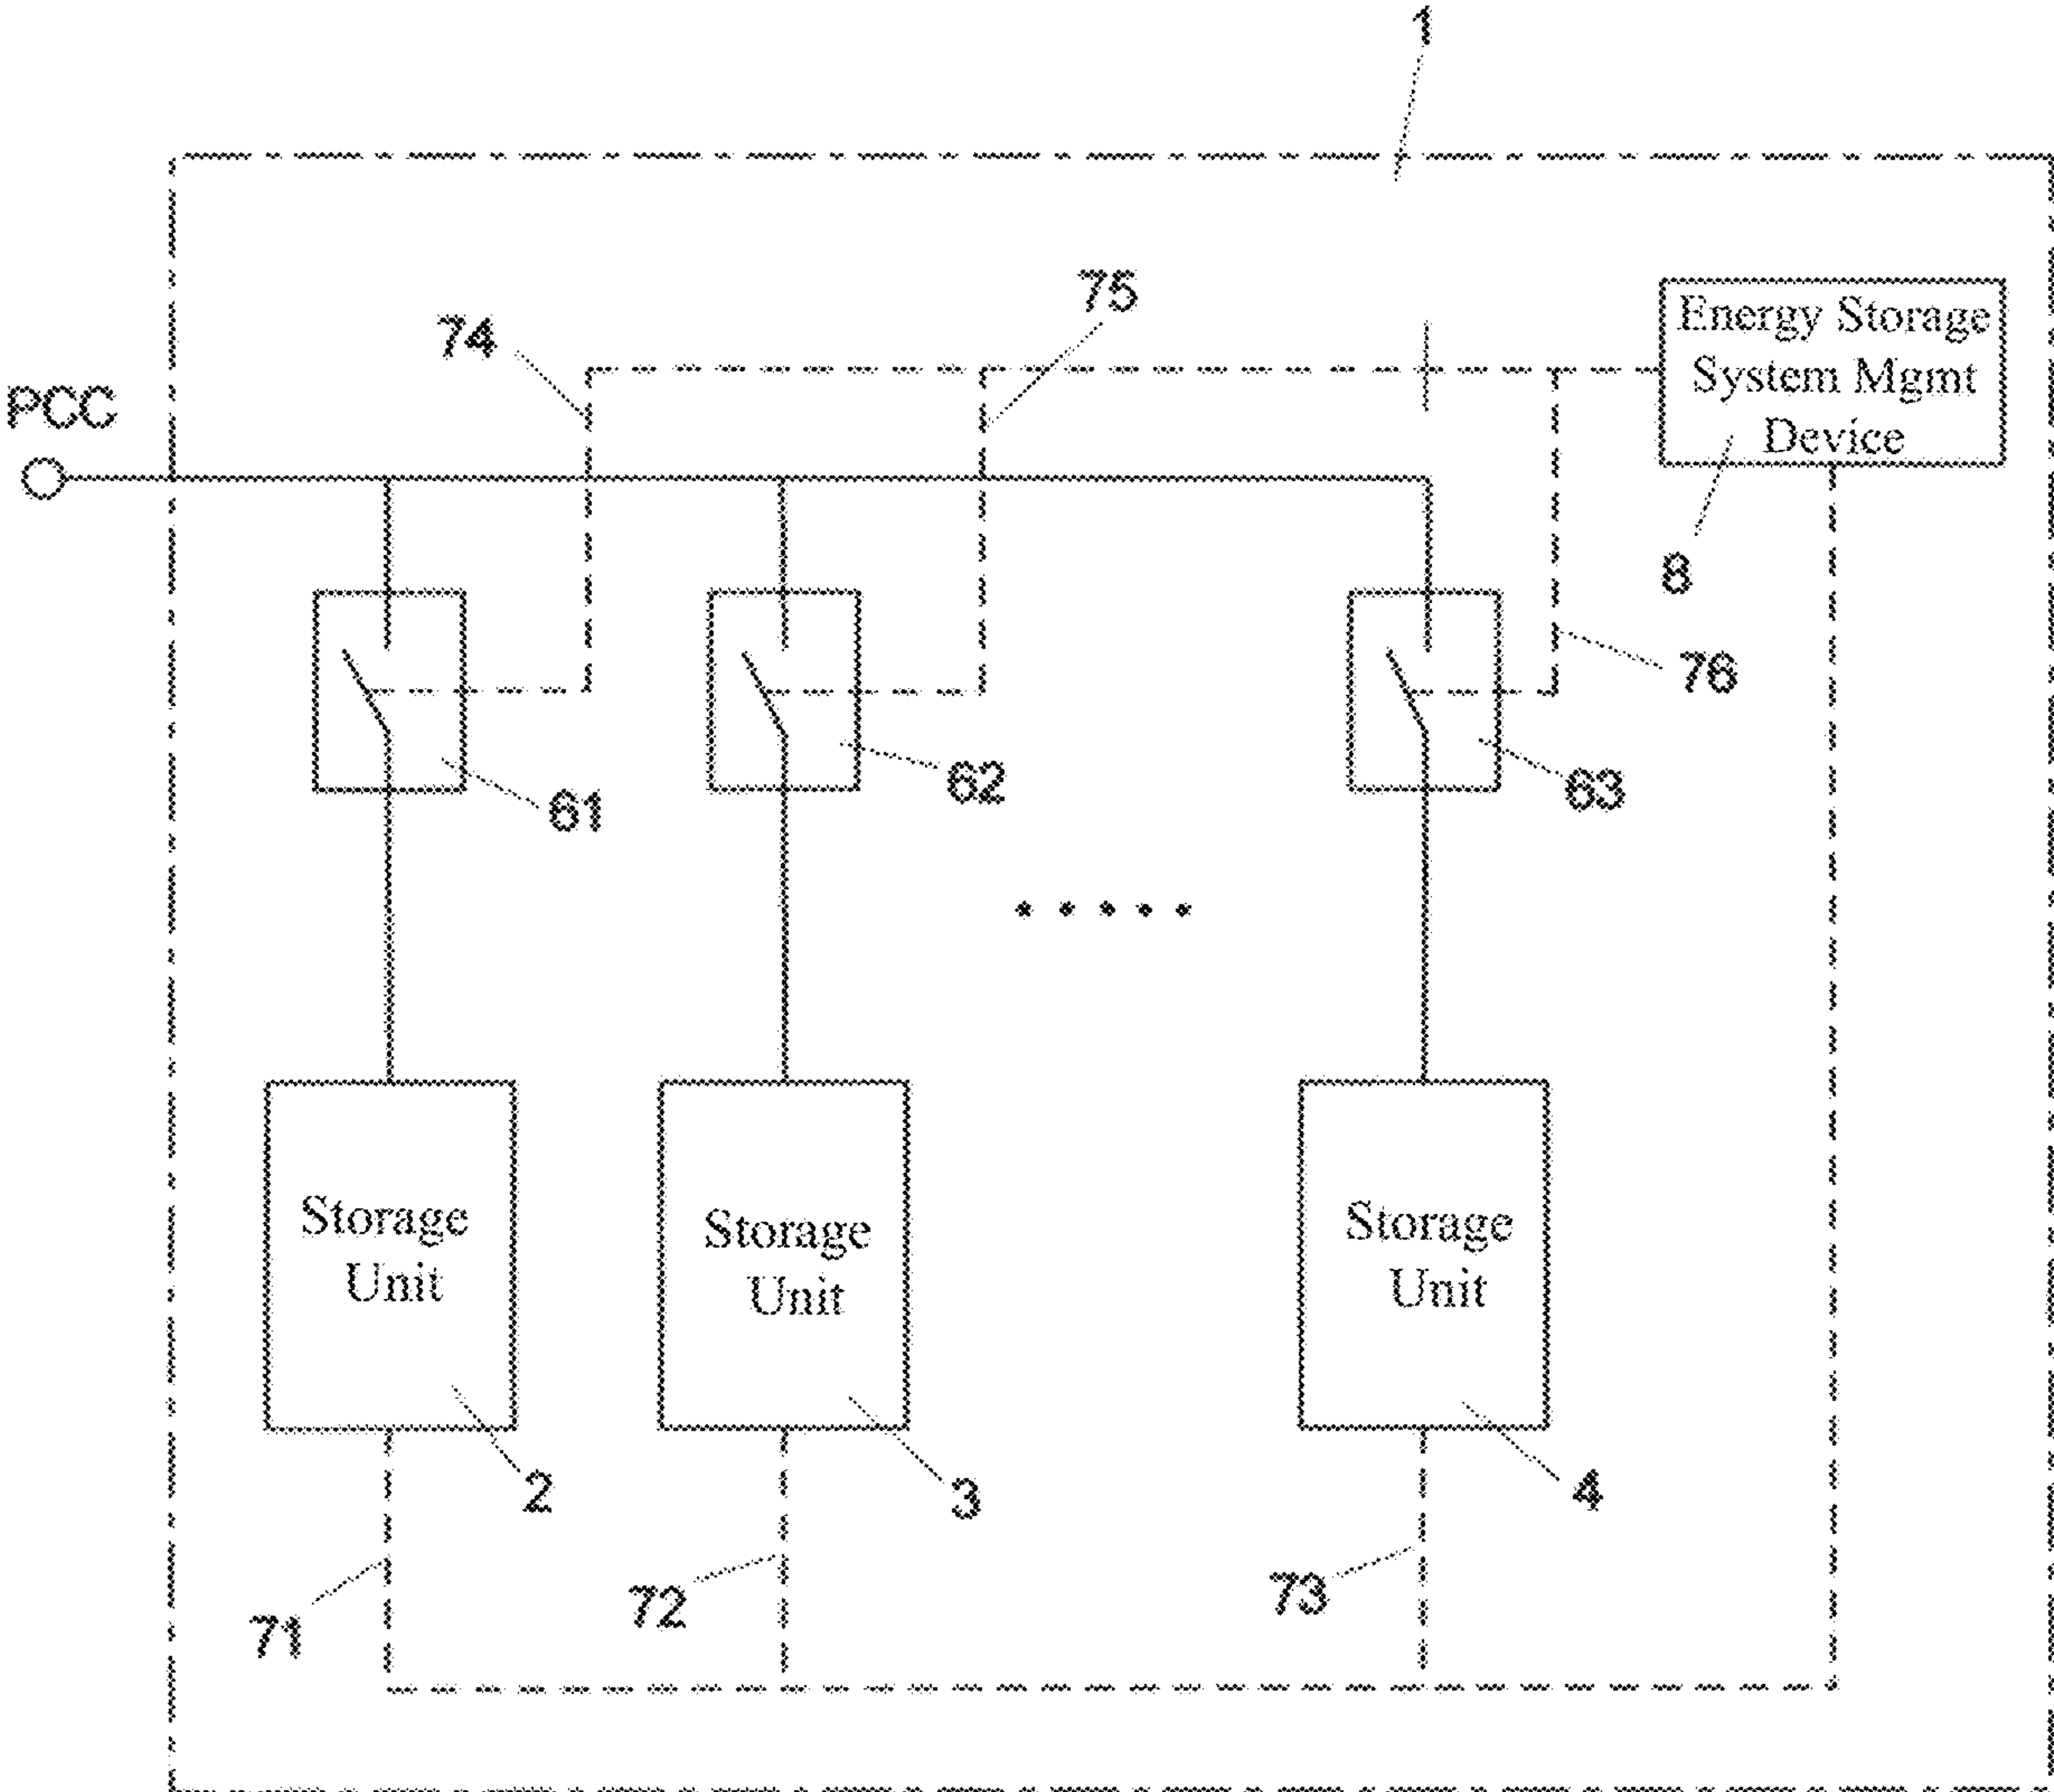 1
75
74
Energy Storage
System Mgmt
Device
PCC
8
76
62
63
61
Storage
Unit
Storage
Unit
Storage
Unit
2
3
4
71
72
73